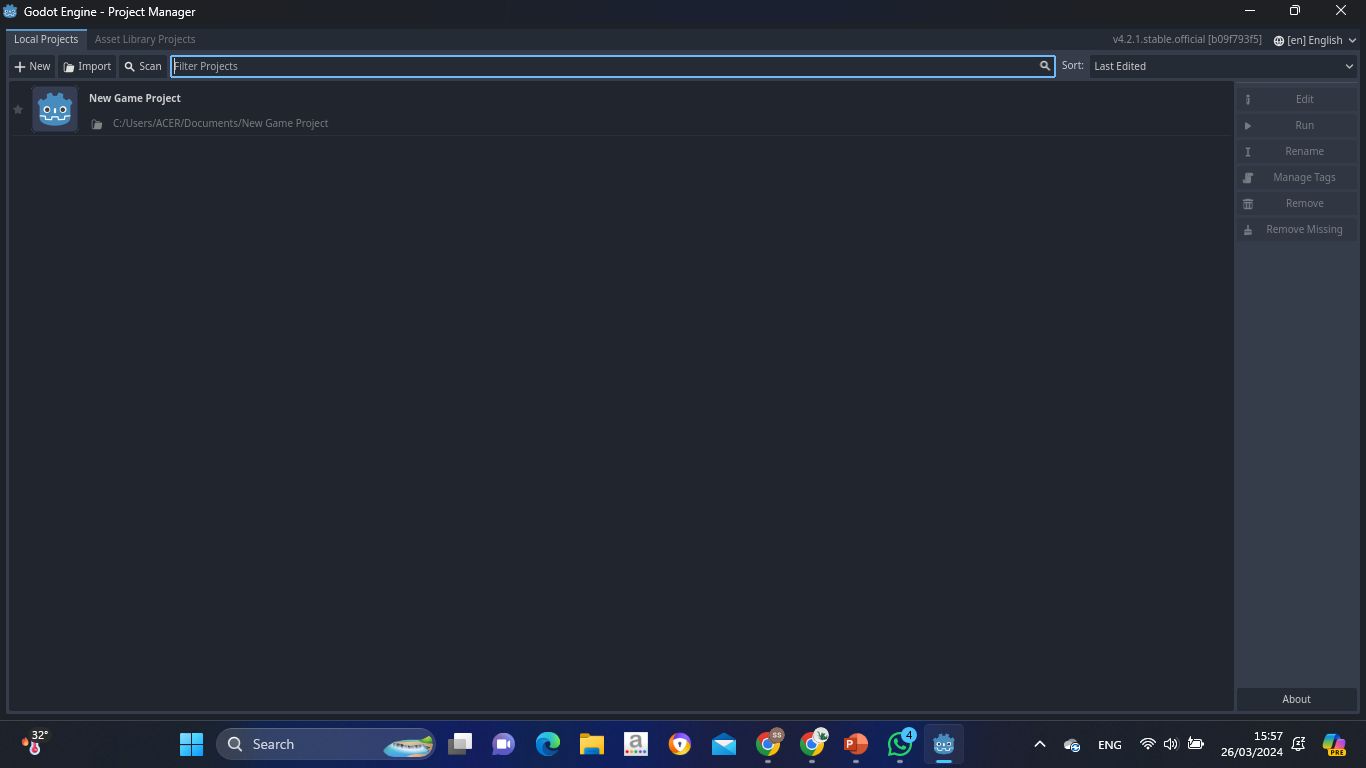 Godot Engine - Project Manager
Local Projects
Asset Library Projects
v4.2.1.stable.official [b09f793f5]
[en] English
New
Import
Scan
Filter Projects
Sort:
Last Edited
New Game Project
C:/Users/ACER/Documents/New Game Project
Edit
Run
Rename
Manage Tags
Remove
Remove Missing
About
32°
Search
a
SS
P
4
ENG
15:57
26/03/2024
PRE